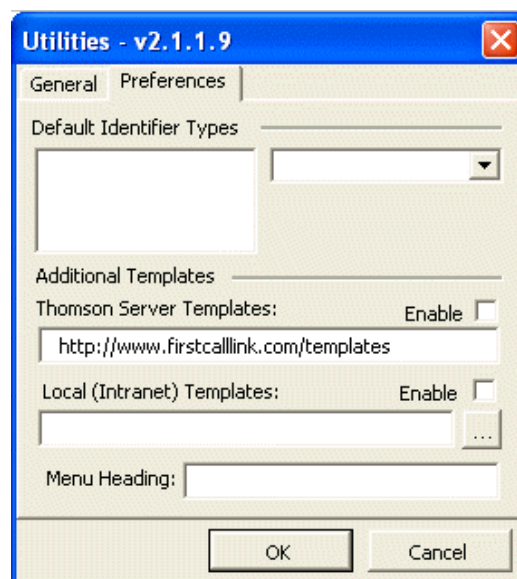 Utilities - v2.1.1.9
General Preferences
Default Identifier Types
Additional Templates
Thomson Server Templates: Enable
http://www.firstcalllink.com/templates
Local (Intranet) Templates: Enable
...
Menu Heading:
OK Cancel